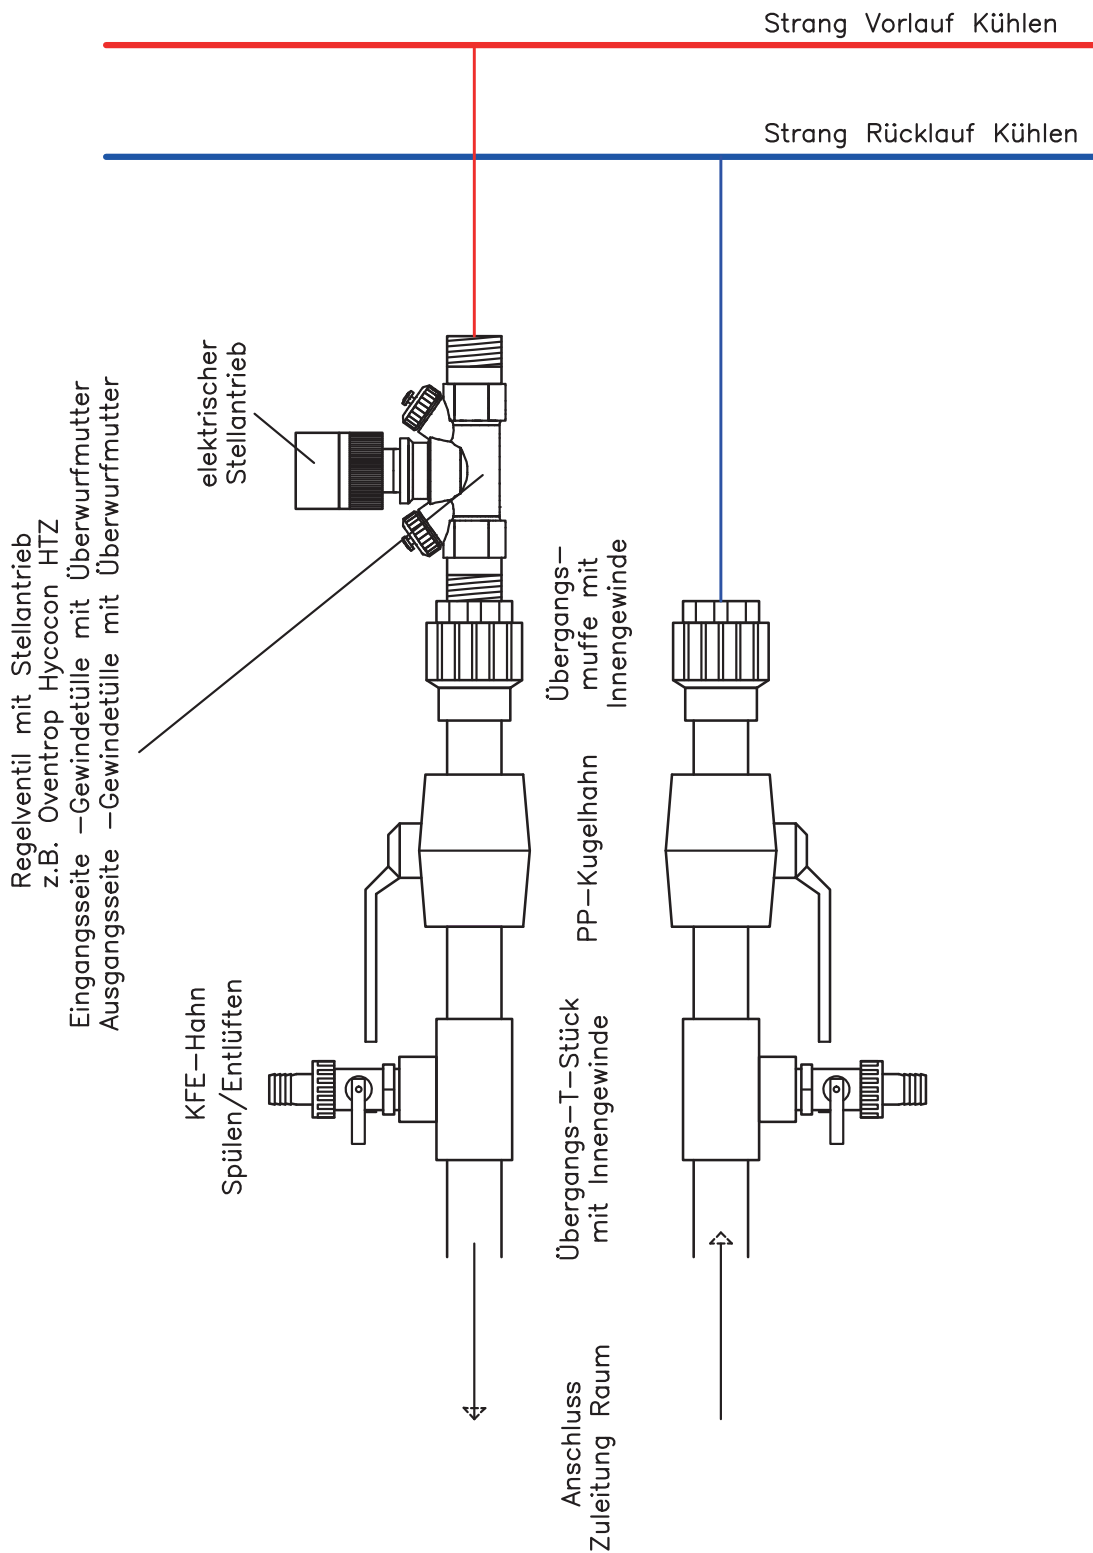 Strang Vorlauf Kühlen
Strang Rücklauf Kühlen
elektrischer
Stellantrieb
Regelventil mit Stellantrieb
z.B. Oventrop Hycocon HTZ
Eingangsseite -Gewindetülle mit Überwurfmutter
Ausgangsseite -Gewindetülle mit Überwurfmutter
Übergangs-
muffe mit
Innengewinde
PP-Kugelhahn
KFE-Hahn
Spülen/Entlüften
Übergangs-T-Stück
mit Innengewinde
Anschluss
Zuleitung Raum